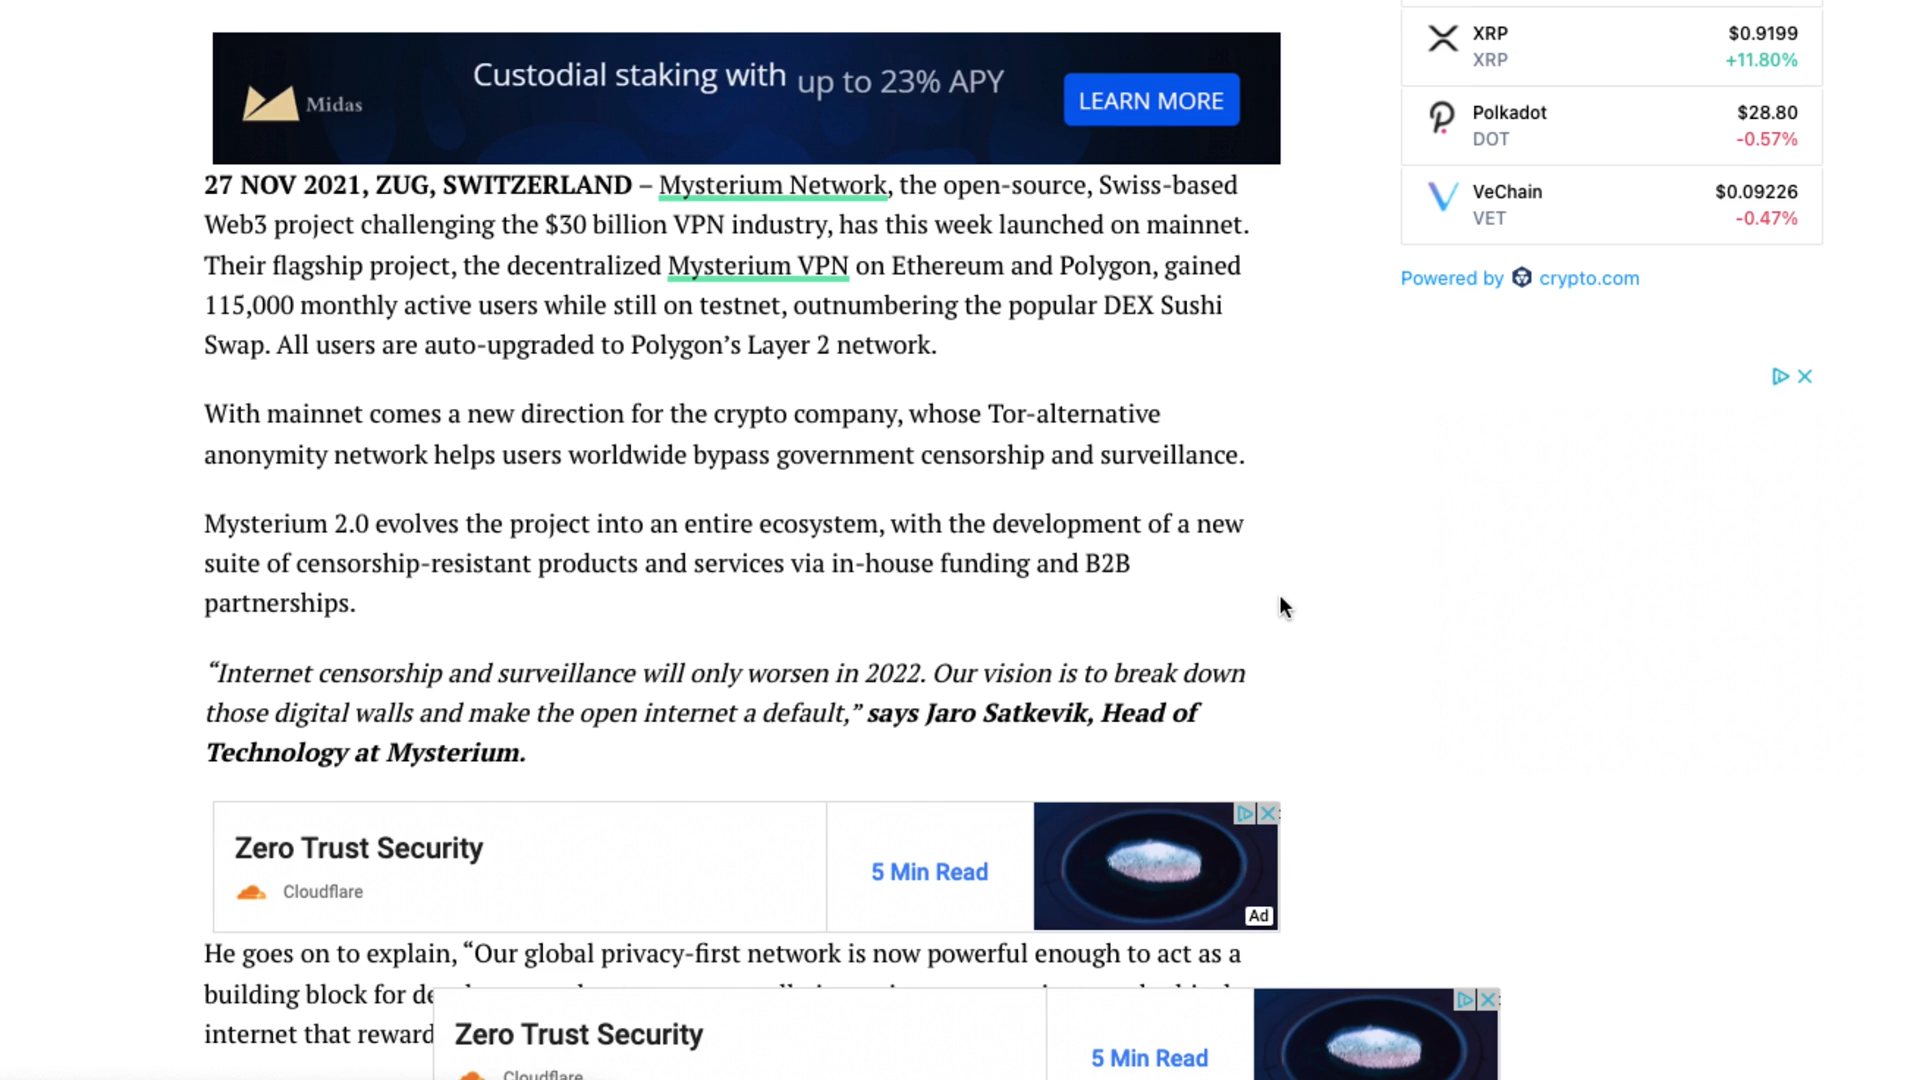 Midas
Custodial staking with up to 23% APY
LEARN MORE
27 NOV 2021, ZUG, SWITZERLAND – Mysterium Network, the open-source, Swiss-based
Web3 project challenging the $30 billion VPN industry, has this week launched on mainnet.
Their flagship project, the decentralized Mysterium VPN on Ethereum and Polygon, gained
115,000 monthly active users while still on testnet, outnumbering the popular DEX Sushi
Swap. All users are auto-upgraded to Polygon’s Layer 2 network.
With mainnet comes a new direction for the crypto company, whose Tor-alternative
anonymity network helps users worldwide bypass government censorship and surveillance.
Mysterium 2.0 evolves the project into an entire ecosystem, with the development of a new
suite of censorship-resistant products and services via in-house funding and B2B
partnerships.
“Internet censorship and surveillance will only worsen in 2022. Our vision is to break down
those digital walls and make the open internet a default,” says Jaro Satkevik, Head of
Technology at Mysterium.
Zero Trust Security
Cloudflare
5 Min Read
Ad
He goes on to explain, “Our global privacy-first network is now powerful enough to act as a
building block for
internet that reward
Zero Trust Security
Cloudflare
5 Min Read
XRP $0.9199
XRP +11.80%
Polkadot $28.80
DOT -0.57%
VeChain $0.09226
VET -0.47%
Powered by crypto.com